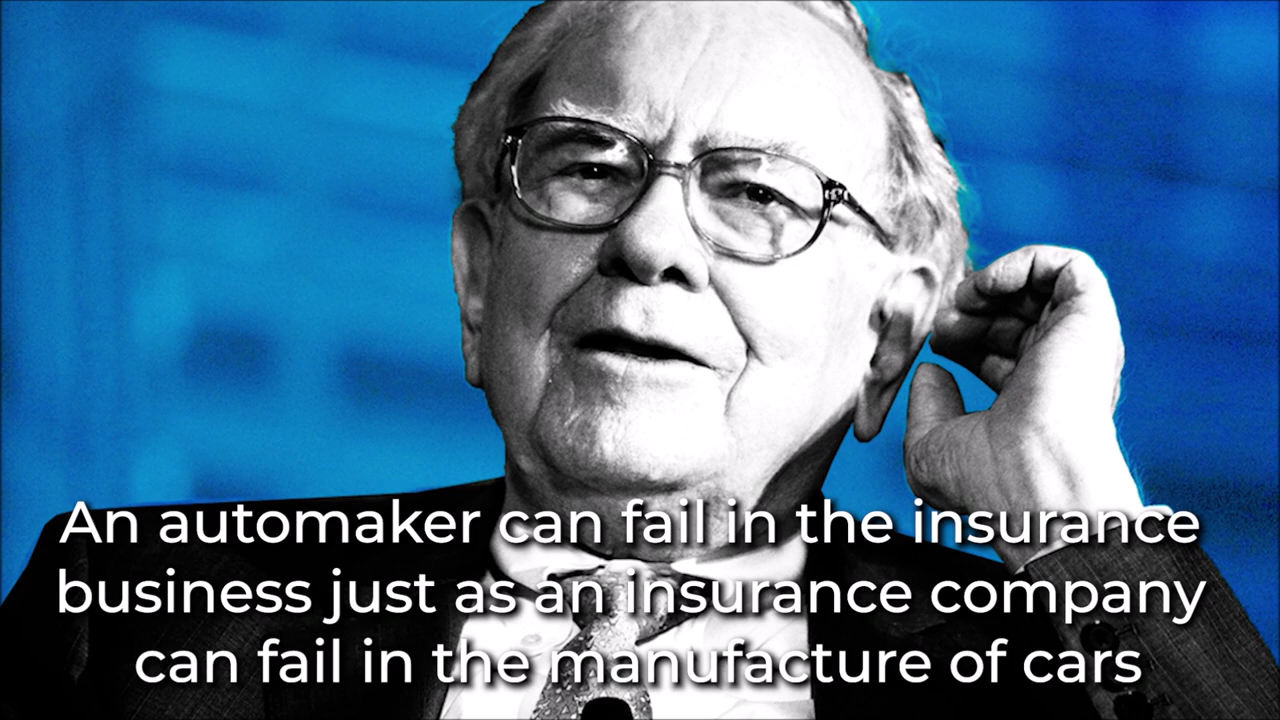 An automaker can fail in the insurance
business just as an insurance company
can fail in the manufacture of cars